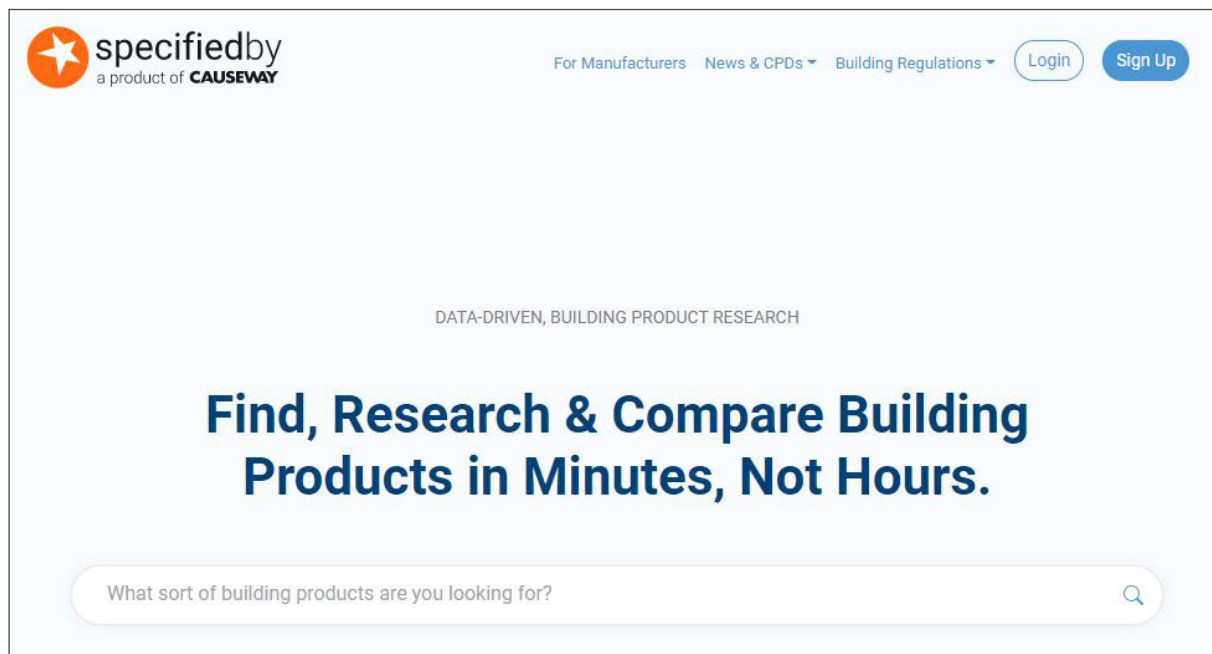 specifiedby
a product of CAUSEWAY
For Manufacturers
News & CPDs
Building Regulations
Login
Sign Up
DATA-DRIVEN, BUILDING PRODUCT RESEARCH
Find, Research & Compare Building
Products in Minutes, Not Hours.
What sort of building products are you looking for?